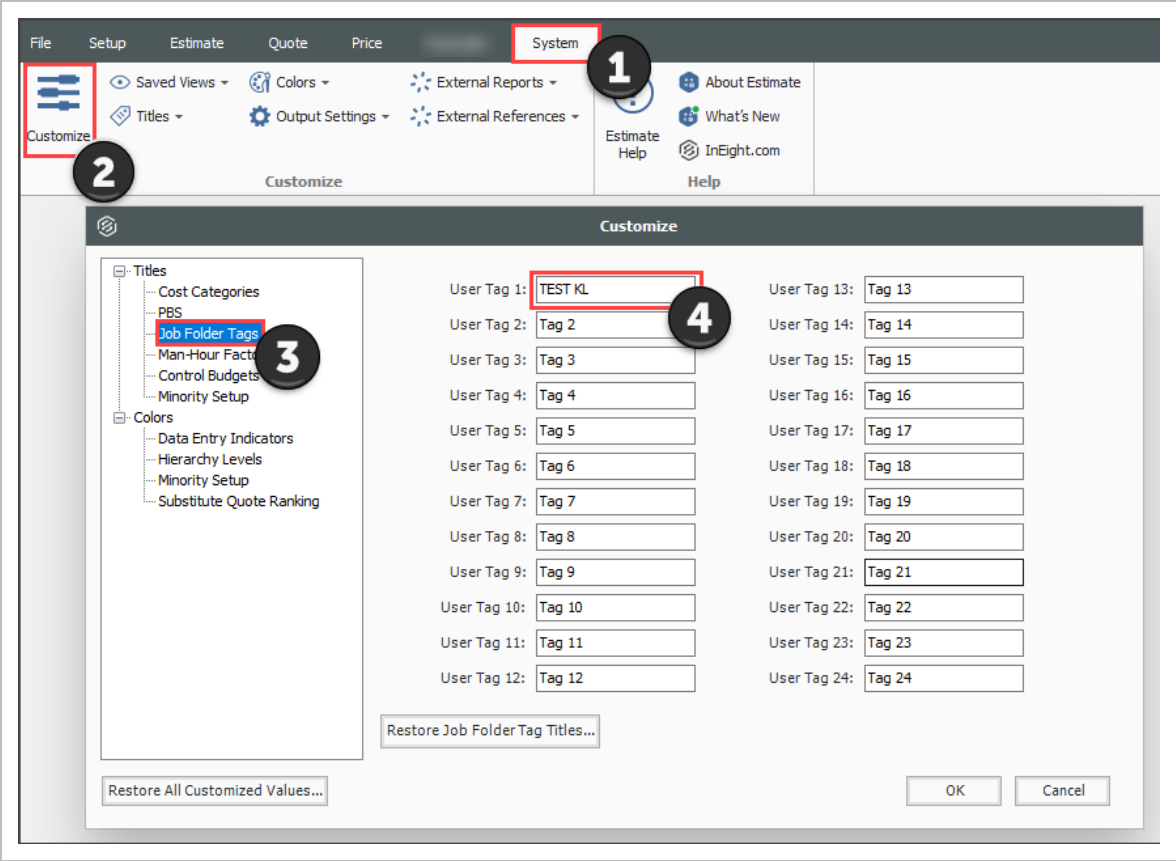 File Setup Estimate Quote Price System
1
Saved Views Colors External Reports About Estimate
Titles Output Settings External References What's New
Customize Estimate Help InEight.com
2
Customize Help
Customize
Titles
Cost Categories
PBS
Job Folder Tags
3
Man-Hour
Control Budgets
Minority Setup
Colors
Data Entry Indicators
Hierarchy Levels
Minority Setup
Substitute Quote Ranking
User Tag 1: TEST KL
4
User Tag 2: Tag 2
User Tag 3: Tag 3
User Tag 4: Tag 4
User Tag 5: Tag 5
User Tag 6: Tag 6
User Tag 7: Tag 7
User Tag 8: Tag 8
User Tag 9: Tag 9
User Tag 10: Tag 10
User Tag 11: Tag 11
User Tag 12: Tag 12
User Tag 13: Tag 13
User Tag 14: Tag 14
User Tag 15: Tag 15
User Tag 16: Tag 16
User Tag 17: Tag 17
User Tag 18: Tag 18
User Tag 19: Tag 19
User Tag 20: Tag 20
User Tag 21: Tag 21
User Tag 22: Tag 22
User Tag 23: Tag 23
User Tag 24: Tag 24
Restore Job Folder Tag Titles...
Restore All Customized Values... OK Cancel